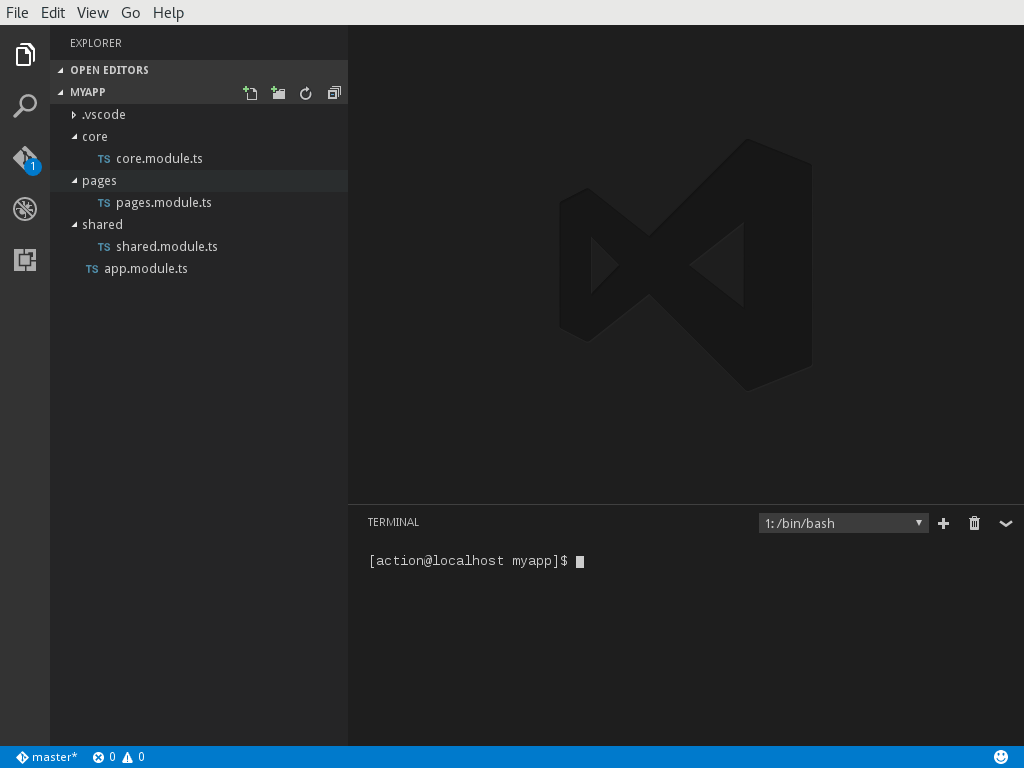 File Edit View Go Help
EXPLORER
OPEN EDITORS
MYAPP
.vscode
core
TS core.module.ts
1
pages
TS pages.module.ts
shared
TS shared.module.ts
TS app.module.ts
TERMINAL
1: /bin/bash
[action@localhost myapp]$
master* 0 0